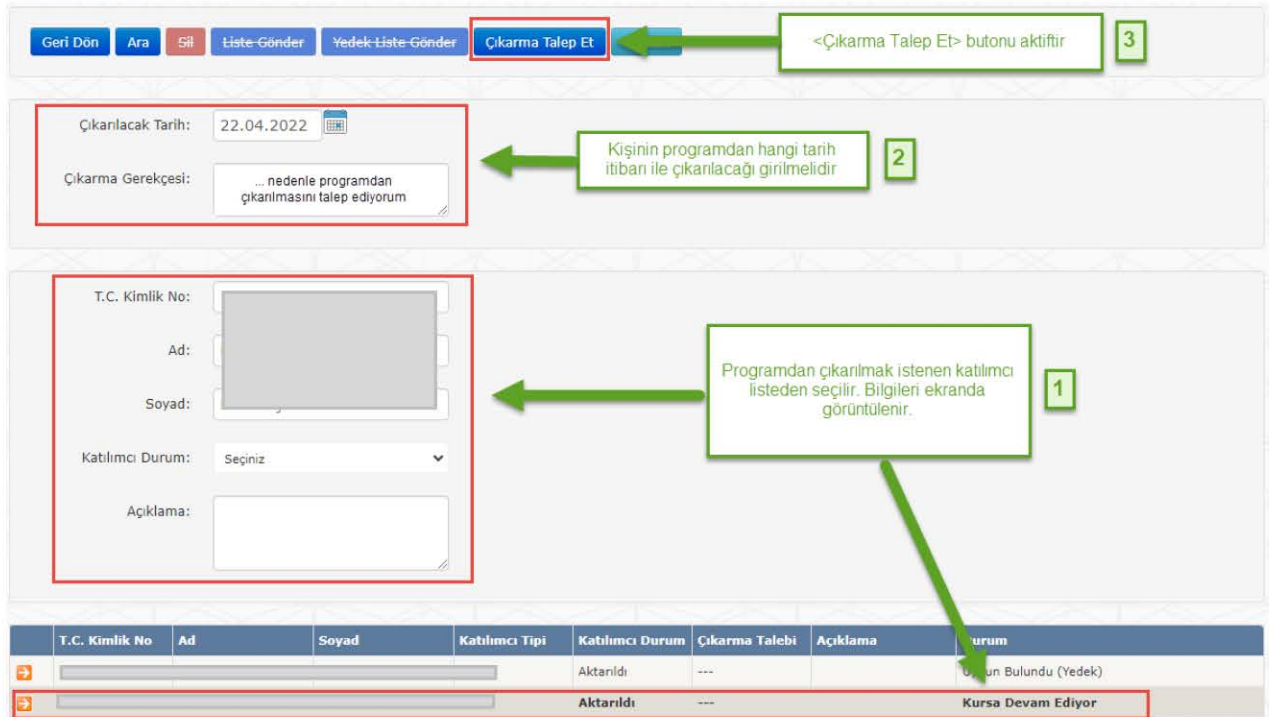 Geri Dön Ara Sil Liste Gönder Yedek Liste Gönder Çıkarma Talep Et
<Çıkarma Talep Et> butonu aktiftir
3
Çıkarılacak Tarih: 22.04.2022
Çıkarma Gerekçesi: ... nedenle programdan
çıkarılmasını talep ediyorum
Kişinin programdan hangi tarih
itibarı ile çıkarılacağı girilmelidir
2
T.C. Kimlik No:
Ad:
Soyad:
Katılımcı Durum: Seçiniz
Açıklama:
Programdan çıkarılmak istenen katılımcı
listeden seçilir. Bilgileri ekranda
görüntülenir.
1
T.C. Kimlik No Ad Soyad Katılımcı Tipi Katılımcı Durum Çıkarma Talebi Açıklama
Aktarıldı --- Bulundu (Yedek)
Aktarıldı --- Kursa Devam Ediyor